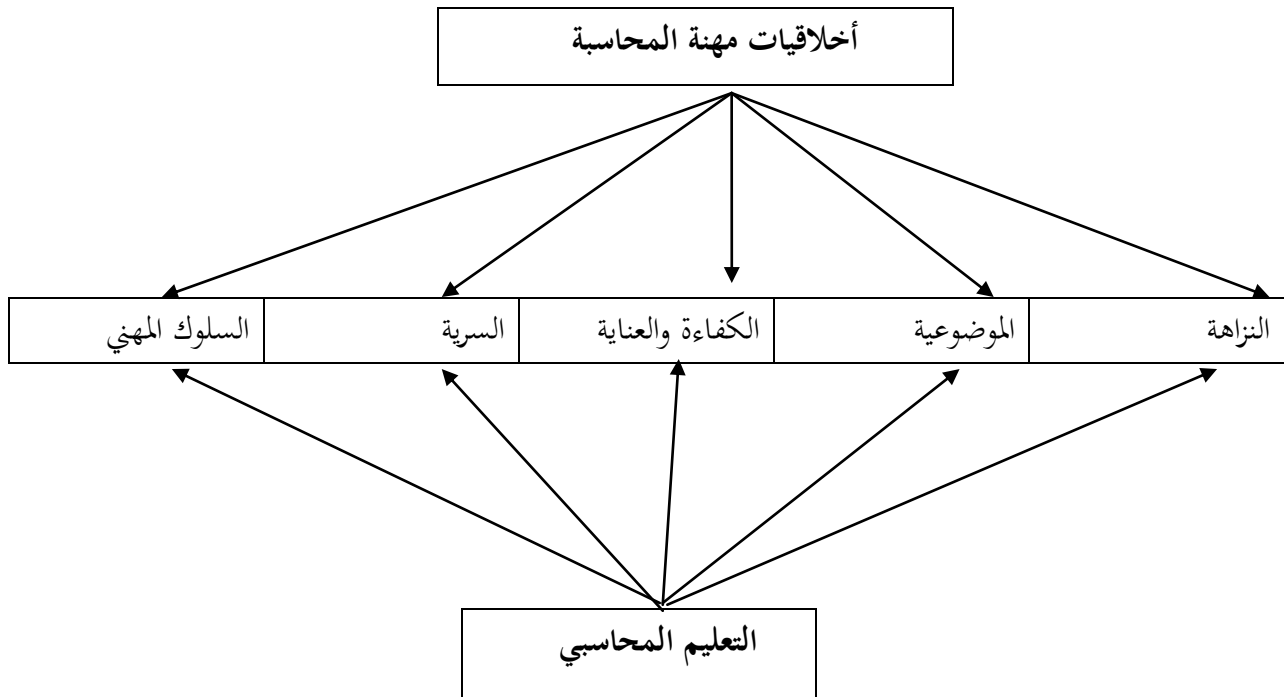 أخلاقيات مهنة المحاسبة
النزاهة
الموضوعية
الكفاءة والعناية
السرية
السلوك المهني
التعليم المحاسبي